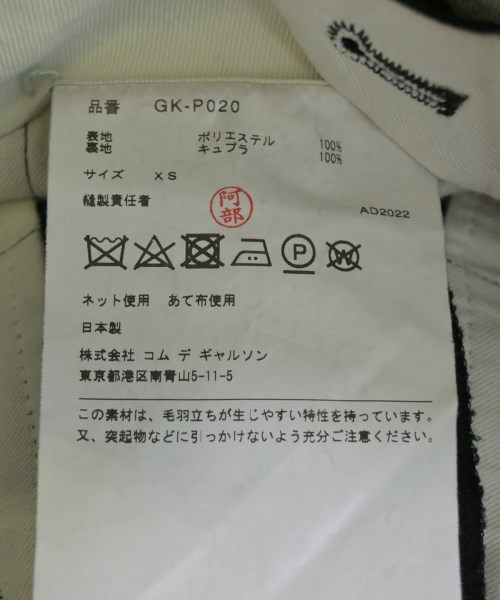 品番 GK-P020
表地 ポリエステル 100%
裏地 キュプラ 100%
サイズ XS
縫製責任者 阿部 AD2022
P W
ネット使用 あて布使用
日本製
株式会社 コム デ ギャルソン
東京都港区南青山5-11-5
この素材は、毛羽立ちが生じやすい特性を持っています。
又、突起物などに引っかけないよう充分ご注意ください。